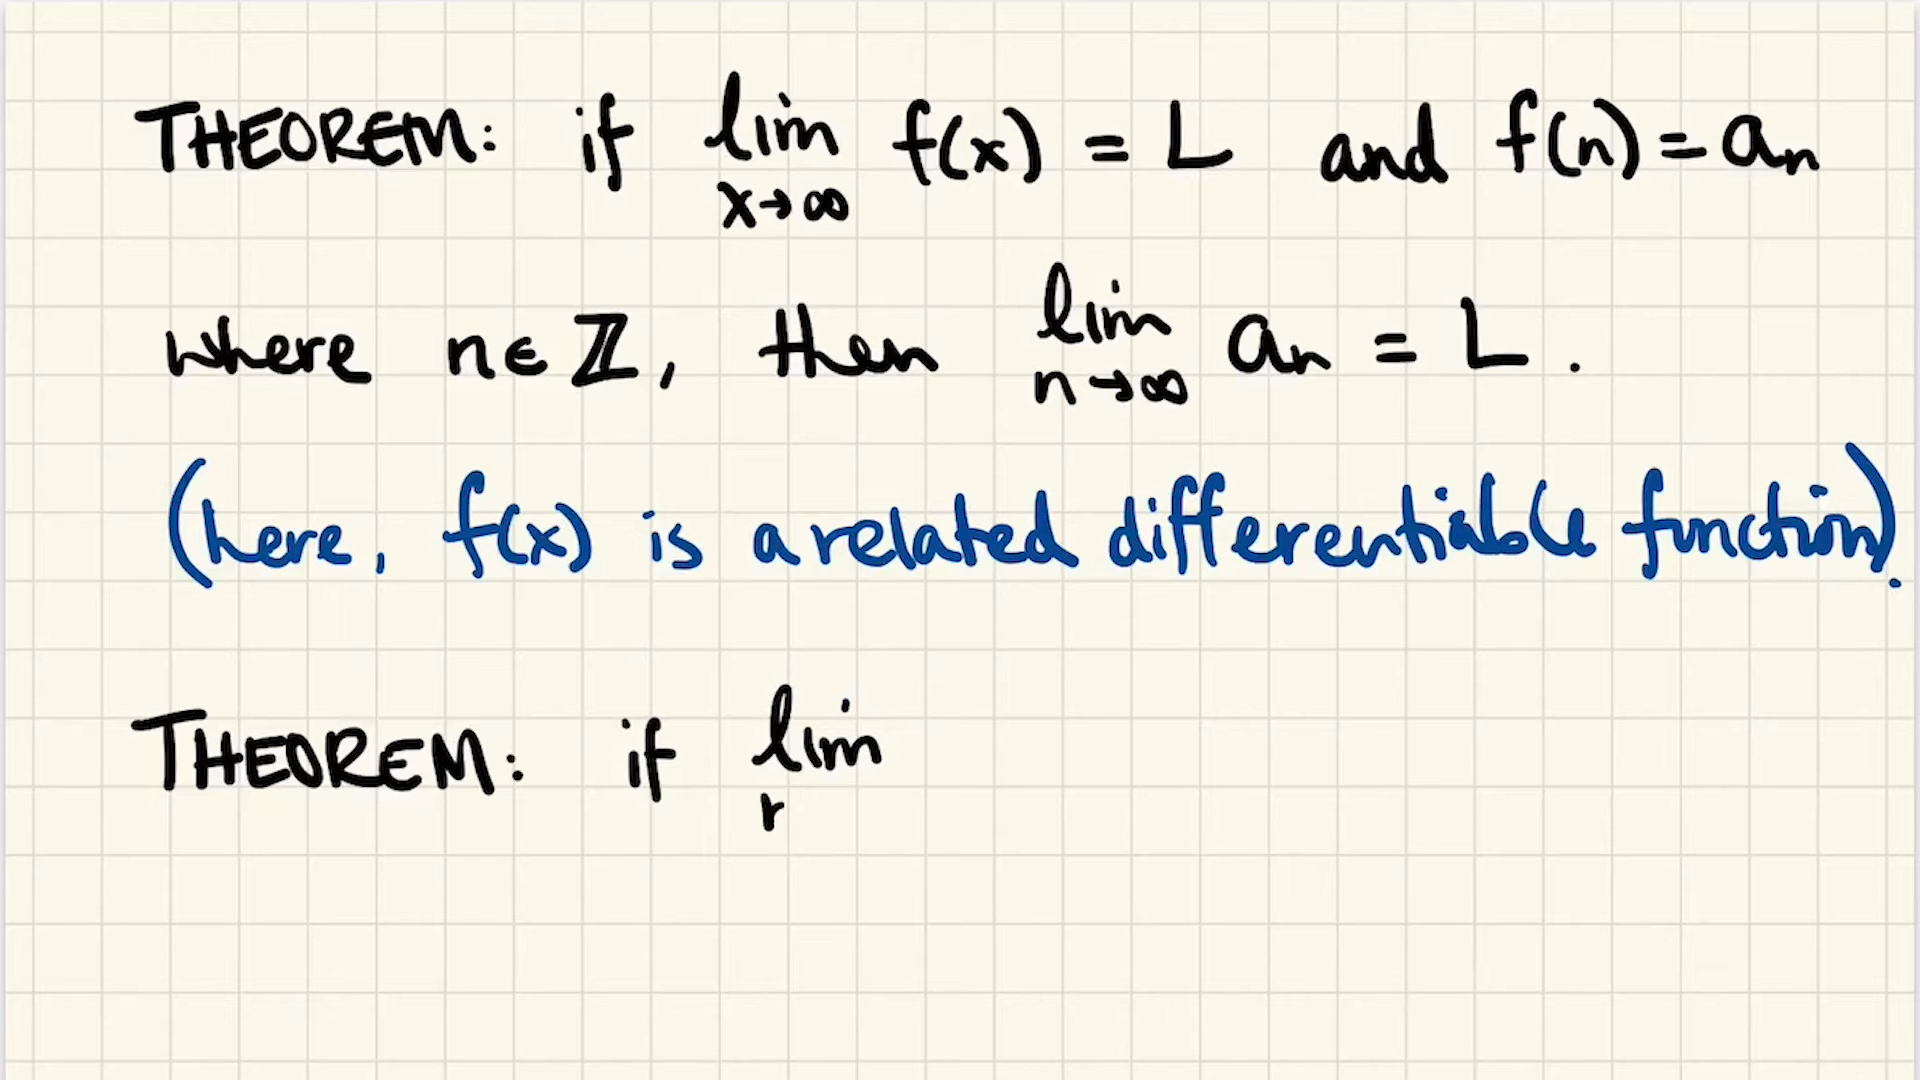 THEOREM: if lim x→∞ f(x) = L and f(n) = aₙ
where n ∈ ℤ, then lim n→∞ aₙ = L.
(here, f(x) is a related differentiable function).
THEOREM: if lim r